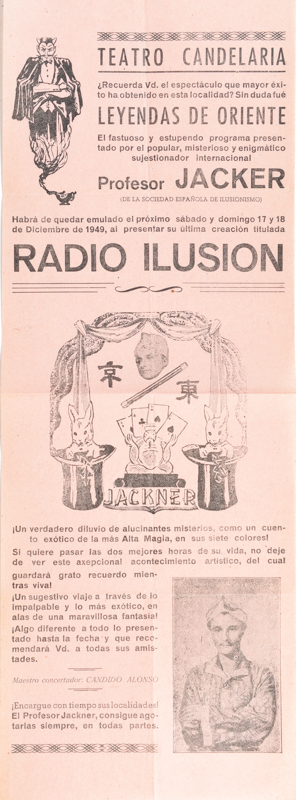 TEATRO CANDELARIA
¿Recuerda Vd. el espectáculo que mayor éxi-
to ha obtenido en esta localidad? Sin duda fué
LEYENDAS DE ORIENTE
El fastuoso y estupendo programa presen-
tado por el popular, misterioso y enigmático
sujestionador internacional
Profesor JACKER
(DE LA SOCIEDAD ESPAÑOLA DE ILUSIONISMO)
Habrá de quedar emulado el próximo sábado y domingo 17 y 18
de Diciembre de 1949, al presentar su última creación titulada
RADIO ILUSION
京
東
JACKNER
¡Un verdadero diluvio de alucinantes misterios, como un cuen-
to exótico de la más Alta Magia, en sus siete colores!
Si quiere pasar las dos mejores horas de su vida, no deje
de ver este axepcional acontecimiento artístico, del cual
guardará grato recuerdo mien-
tras viva!
¡Un sugestivo viaje a través de lo
impalpable y lo más exótico, en
alas de una maravillosa fantasía!
¡Algo diferente a todo lo presen-
tado hasta la fecha y que reco-
mendará Vd. a todas sus amis-
tades.
Maestro concertador: CANDIDO ALONSO
¡Encargue con tiempo sus localidades!
El Profesor Jackner, consigue ago-
tarlas siempre, en todas partes.